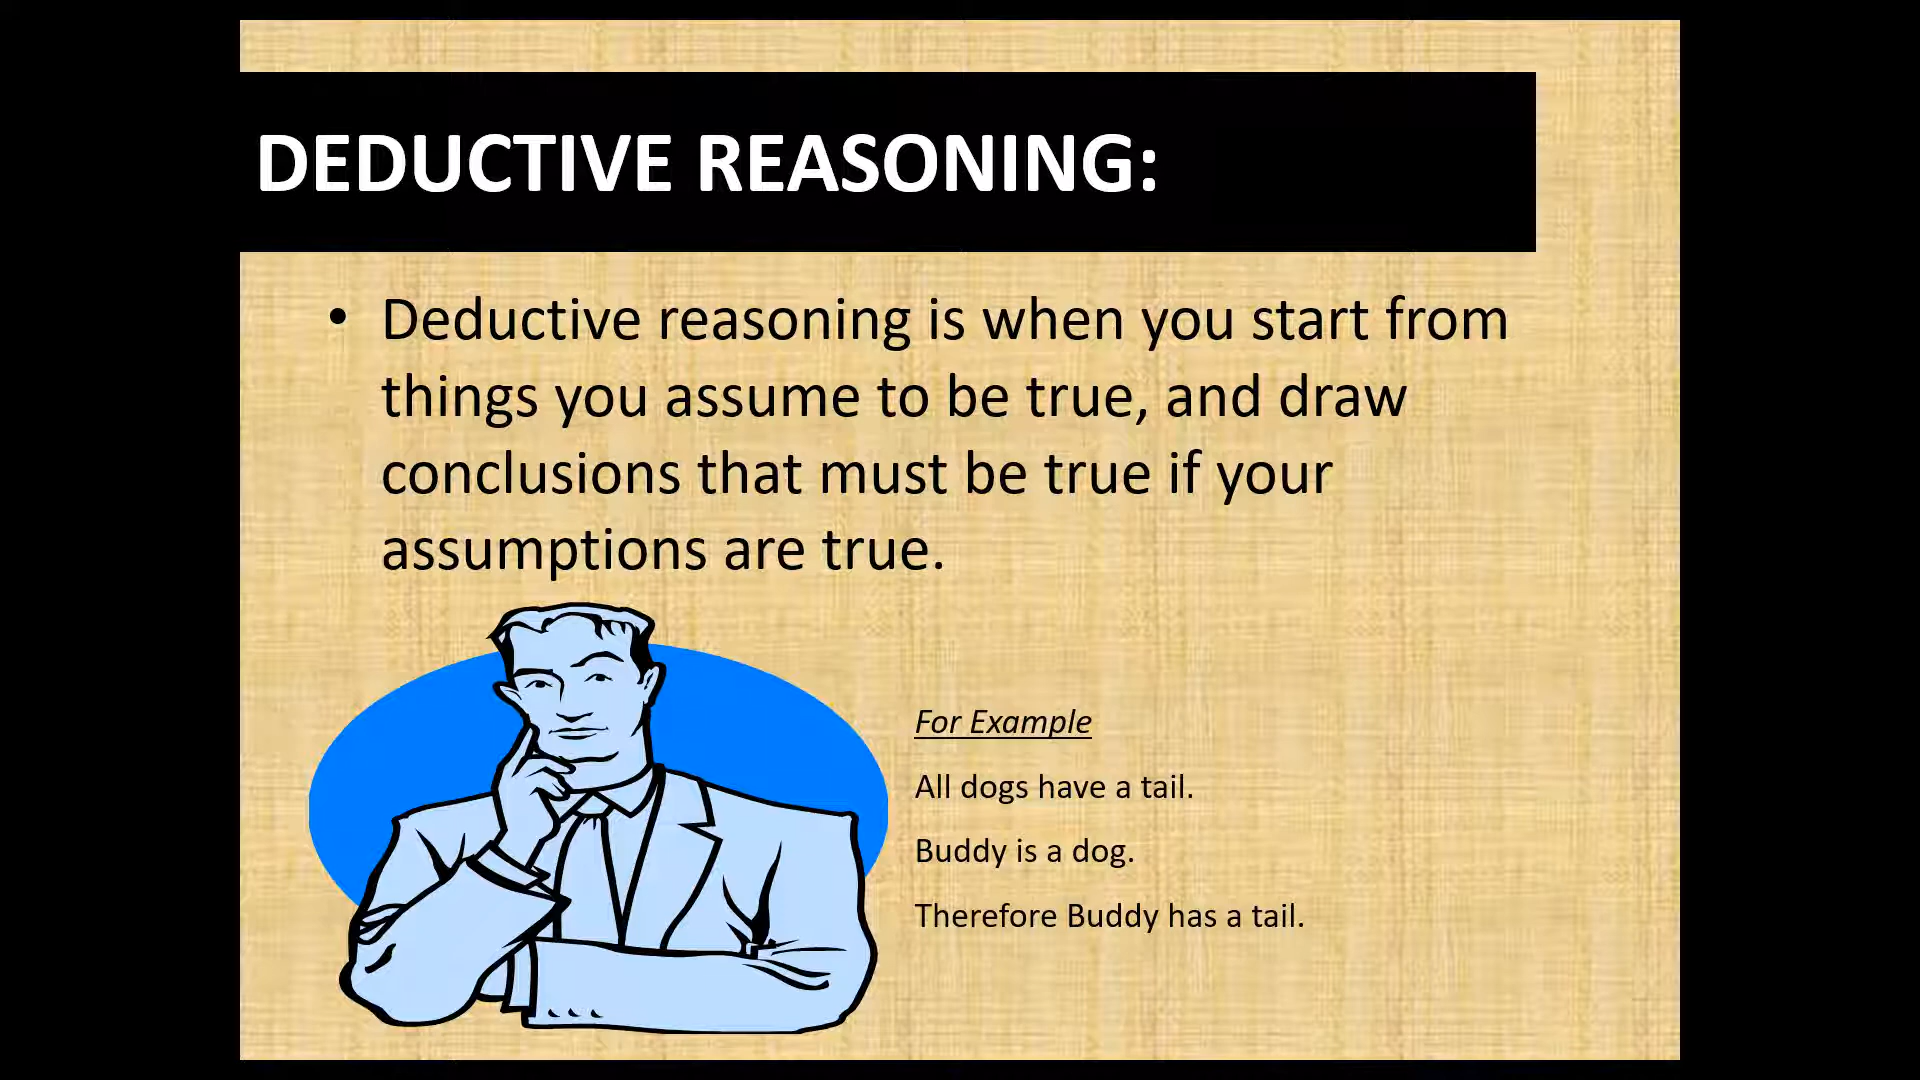 DEDUCTIVE REASONING:
• Deductive reasoning is when you start from
things you assume to be true, and draw
conclusions that must be true if your
assumptions are true.
For Example
All dogs have a tail.
Buddy is a dog.
Therefore Buddy has a tail.